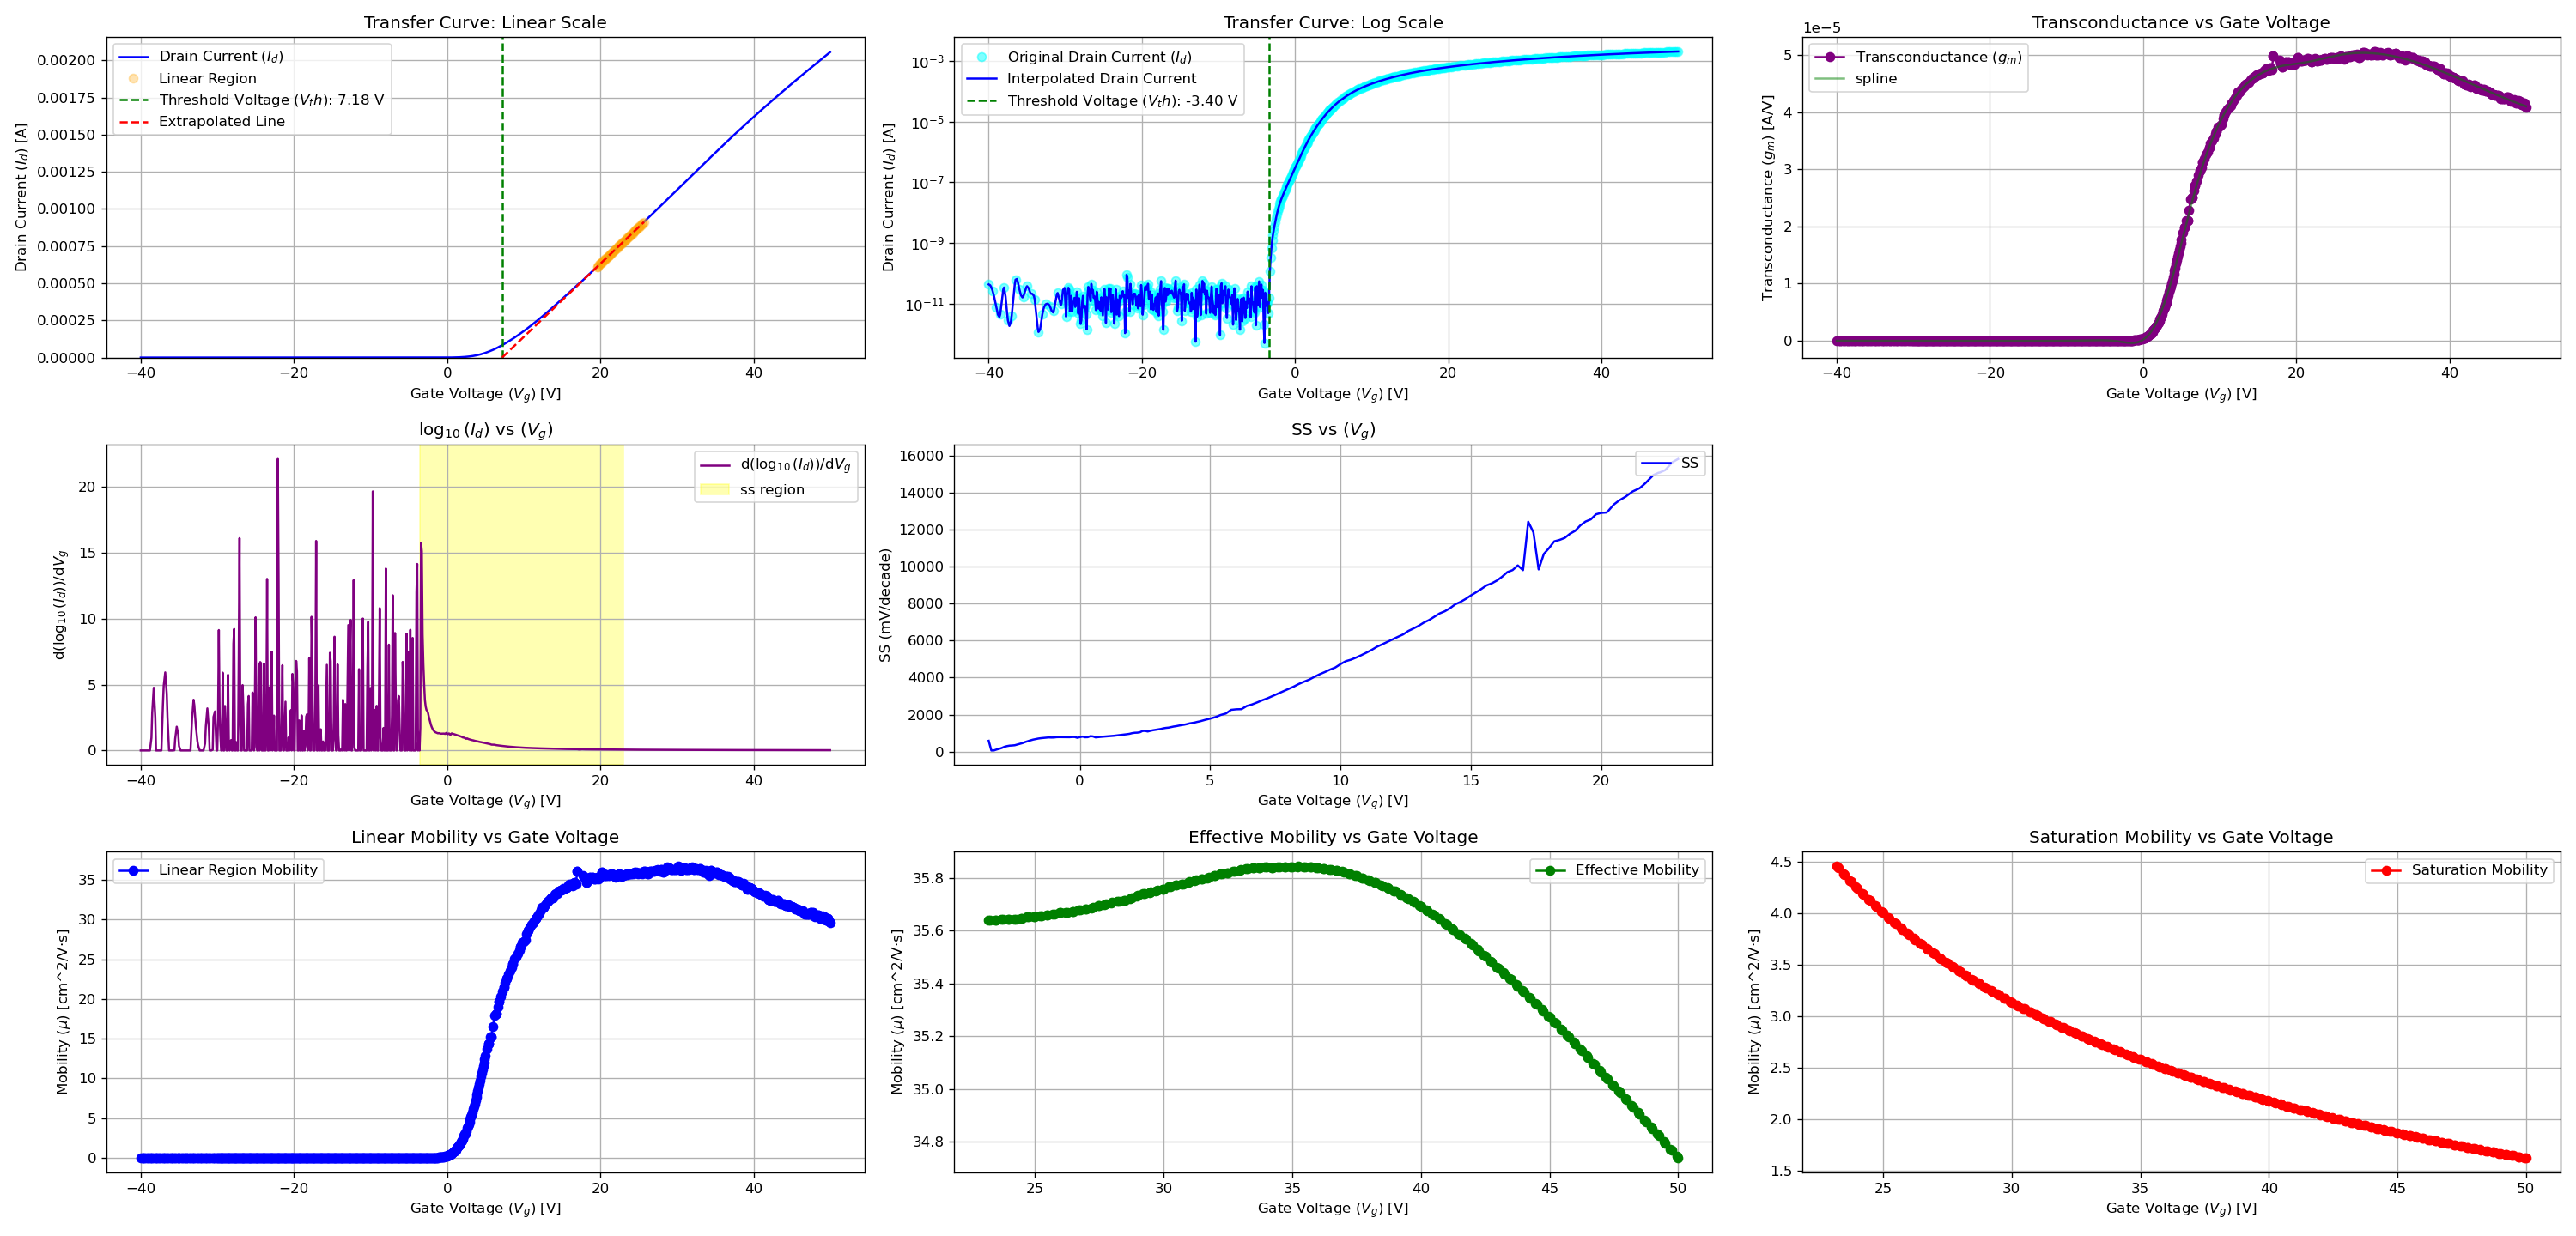 Transfer Curve: Linear Scale
Drain Current (I_d)
Linear Region
Threshold Voltage (V_th): 7.18 V
Extrapolated Line
Drain Current (I_d) [A]
0.00200
0.00175
0.00150
0.00125
0.00100
0.00075
0.00050
0.00025
0.00000
−40 −20 0 20 40
Gate Voltage (V_g) [V]
Transfer Curve: Log Scale
Original Drain Current (I_d)
Interpolated Drain Current
Threshold Voltage (V_th): -3.40 V
Drain Current (I_d) [A]
10^−3
10^−5
10^−7
10^−9
10^−11
−40 −20 0 20 40
Gate Voltage (V_g) [V]
Transconductance vs Gate Voltage
1e−5
Transconductance (g_m)
spline
Transconductance (g_m) [A/V]
5
4
3
2
1
0
−40 −20 0 20 40
Gate Voltage (V_g) [V]
log_10(I_d) vs (V_g)
d(log_10(I_d))/dV_g
ss region
d(log_10(I_d))/dV_g
20
15
10
5
0
−40 −20 0 20 40
Gate Voltage (V_g) [V]
SS vs (V_g)
SS
SS (mV/decade)
16000
14000
12000
10000
8000
6000
4000
2000
0
0 5 10 15 20
Gate Voltage (V_g) [V]
Linear Mobility vs Gate Voltage
Linear Region Mobility
Mobility (μ) [cm^2/V·s]
35
30
25
20
15
10
5
0
−40 −20 0 20 40
Gate Voltage (V_g) [V]
Effective Mobility vs Gate Voltage
Effective Mobility
Mobility (μ) [cm^2/V·s]
35.8
35.6
35.4
35.2
35.0
34.8
25 30 35 40 45 50
Gate Voltage (V_g) [V]
Saturation Mobility vs Gate Voltage
Saturation Mobility
Mobility (μ) [cm^2/V·s]
4.5
4.0
3.5
3.0
2.5
2.0
1.5
25 30 35 40 45 50
Gate Voltage (V_g) [V]